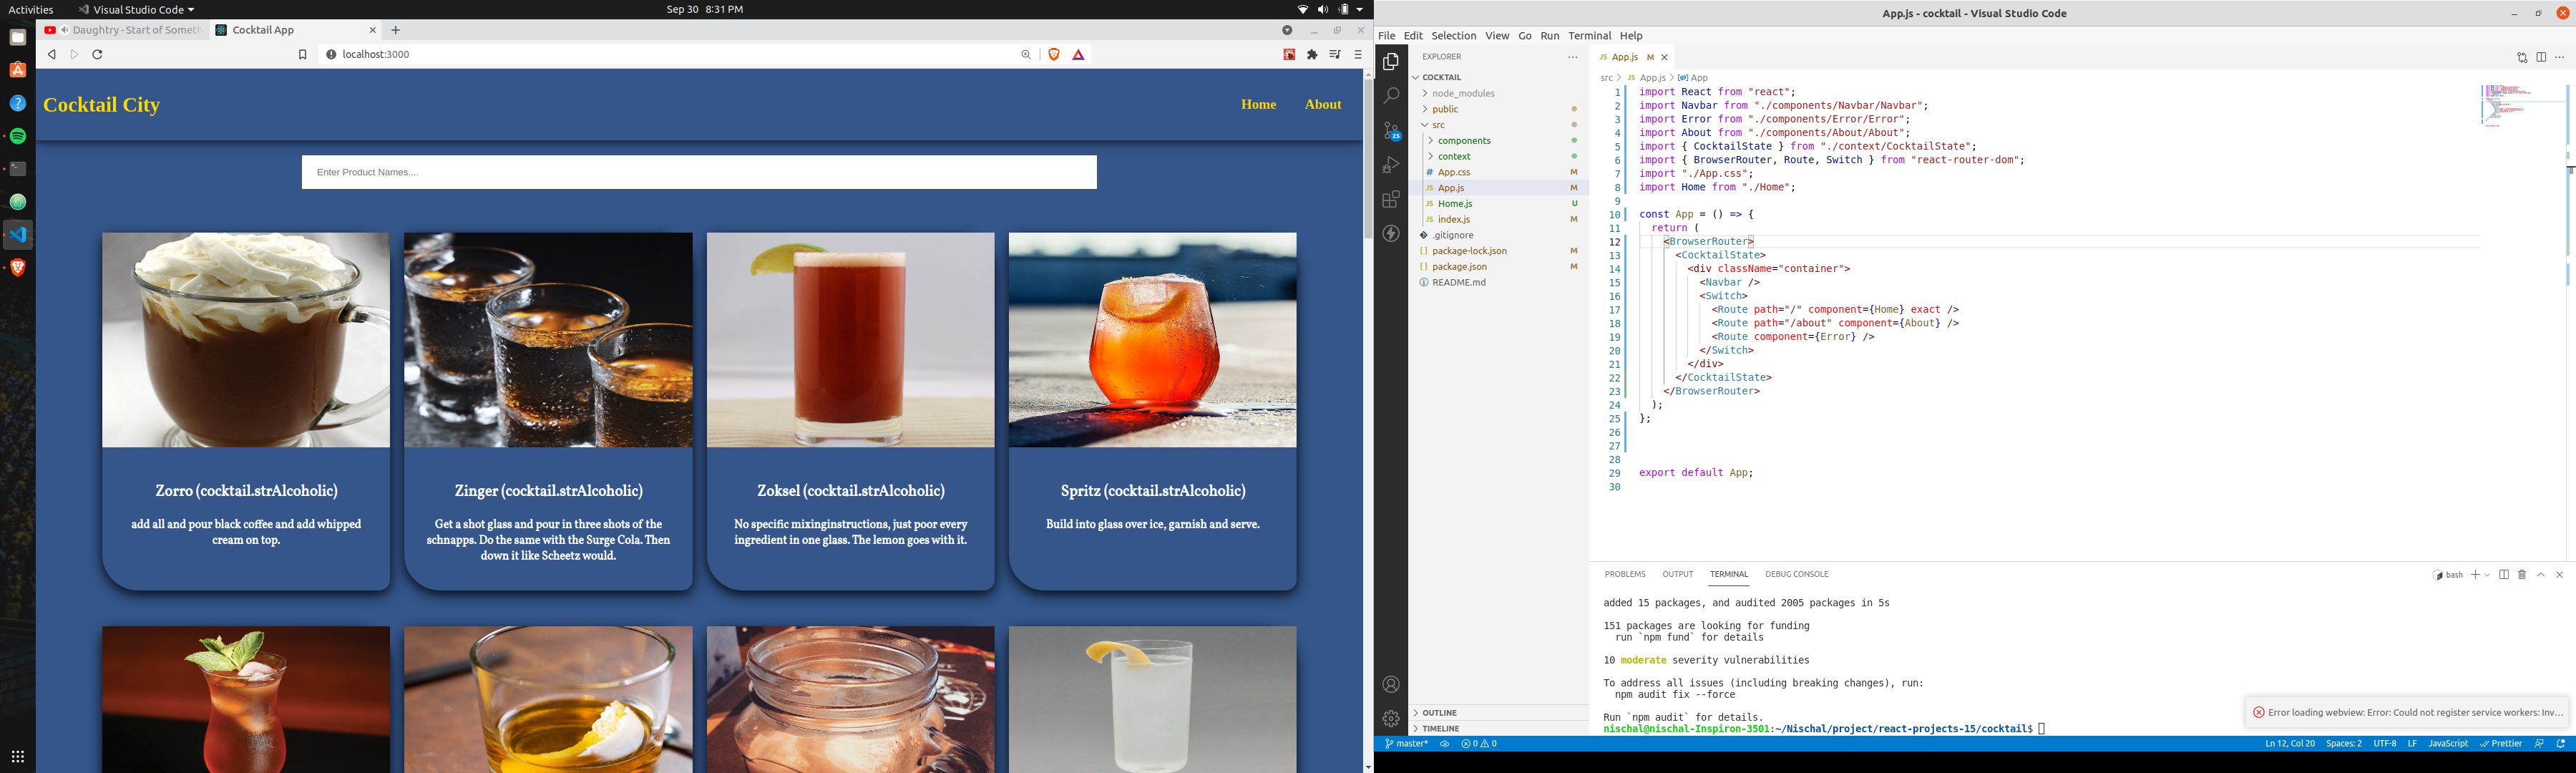 Activities
Visual Studio Code
Sep 30 8:31 PM
Daugherty - Start of Someth
Cocktail App
localhost:3000
Cocktail City
Home
About
Enter Product Names....
Zorro (cocktail.strAlcoholic)
add all and pour black coffee and add whipped
cream on top.
Zinger (cocktail.strAlcoholic)
Get a shot glass and pour in three shots of the
schnapps. Do the same with the Surge Cola. Then
down it like Scheetz would.
Zoksel (cocktail.strAlcoholic)
No specific mixinginstructions, just poor every
ingredient in one glass. The lemon goes with it.
Spritz (cocktail.strAlcoholic)
Build into glass over ice, garnish and serve.
App.js - cocktail - Visual Studio Code
File Edit Selection View Go Run Terminal Help
EXPLORER
COCKTAIL
node_modules
public
src
components
context
# App.css M
JS App.js M
JS Home.js U
JS index.js M
.gitignore
{} package-lock.json M
{} package.json M
README.md
OUTLINE
TIMELINE
25
JS App.js M
src > JS App.js > App
1 import React from "react";
2 import Navbar from "./components/Navbar/Navbar";
3 import Error from "./components/Error/Error";
4 import About from "./components/About/About";
5 import { CocktailState } from "./context/CocktailState";
6 import { BrowserRouter, Route, Switch } from "react-router-dom";
7 import "./App.css";
8 import Home from "./Home";
9
10 const App = () => {
11 return (
12 <BrowserRouter>
13 <CocktailState>
14 <div className="container">
15 <Navbar />
16 <Switch>
17 <Route path="/" component={Home} exact />
18 <Route path="/about" component={About} />
19 <Route component={Error} />
20 </Switch>
21 </div>
22 </CocktailState>
23 </BrowserRouter>
24 );
25 };
26
27
28
29 export default App;
30
PROBLEMS OUTPUT TERMINAL DEBUG CONSOLE
bash
added 15 packages, and audited 2005 packages in 5s
151 packages are looking for funding
run `npm fund` for details
10 moderate severity vulnerabilities
To address all issues (including breaking changes), run:
npm audit fix --force
Run `npm audit` for details.
nischal@nischal-Inspiron-3501:~/Nischal/project/react-projects-15/cocktail$
Error loading webview: Error: Could not register service workers: Inv...
master* 0 0
Ln 12, Col 20 Spaces: 2 UTF-8 LF JavaScript Prettier